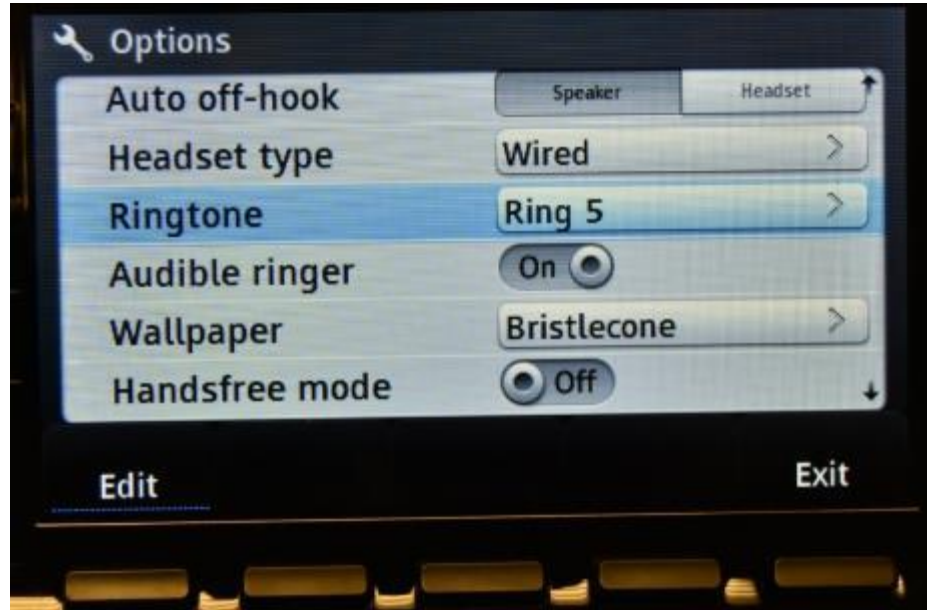 Options
Auto off-hook Speaker Headset
Headset type Wired
Ringtone Ring 5
Audible ringer On
Wallpaper Bristlecone
Handsfree mode Off
Edit Exit